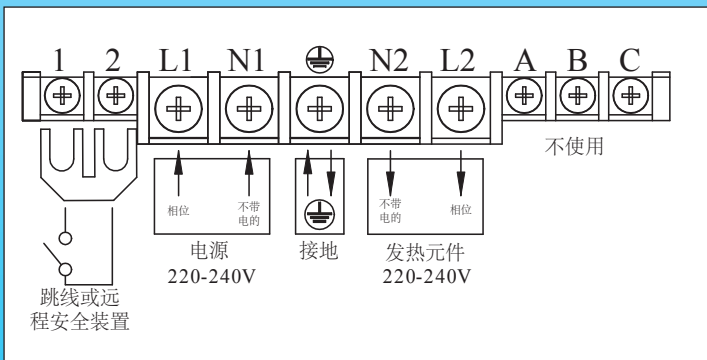 1 2 L1 N1 N2 L2 A B C
不使用
相位 不带 不带 相位
电的 电的
电源 接地 发热元件
220-240V 220-240V
跳线或远
程安全装置